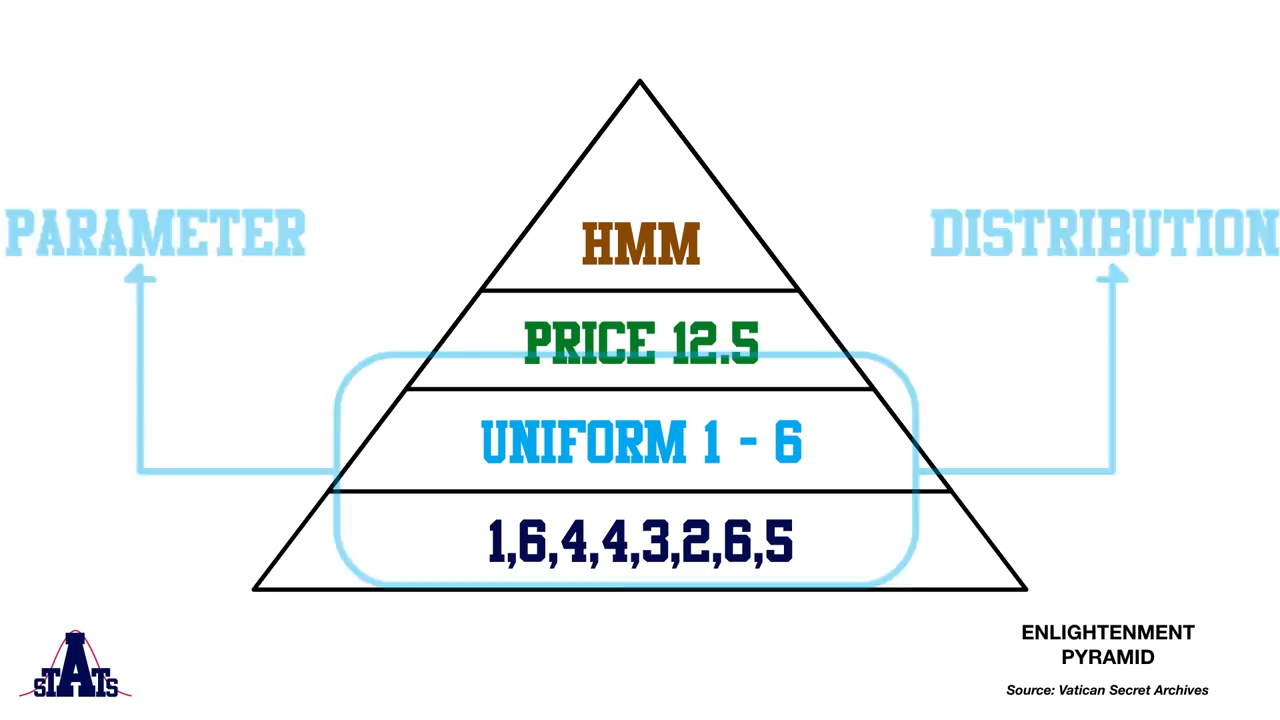 HMM
PARAMETER
DISTRIBUTION
PRICE 12.5
UNIFORM 1 - 6
1,6,4,4,3,2,6,5
ENLIGHTENMENT
PYRAMID
Source: Vatican Secret Archives
STATS